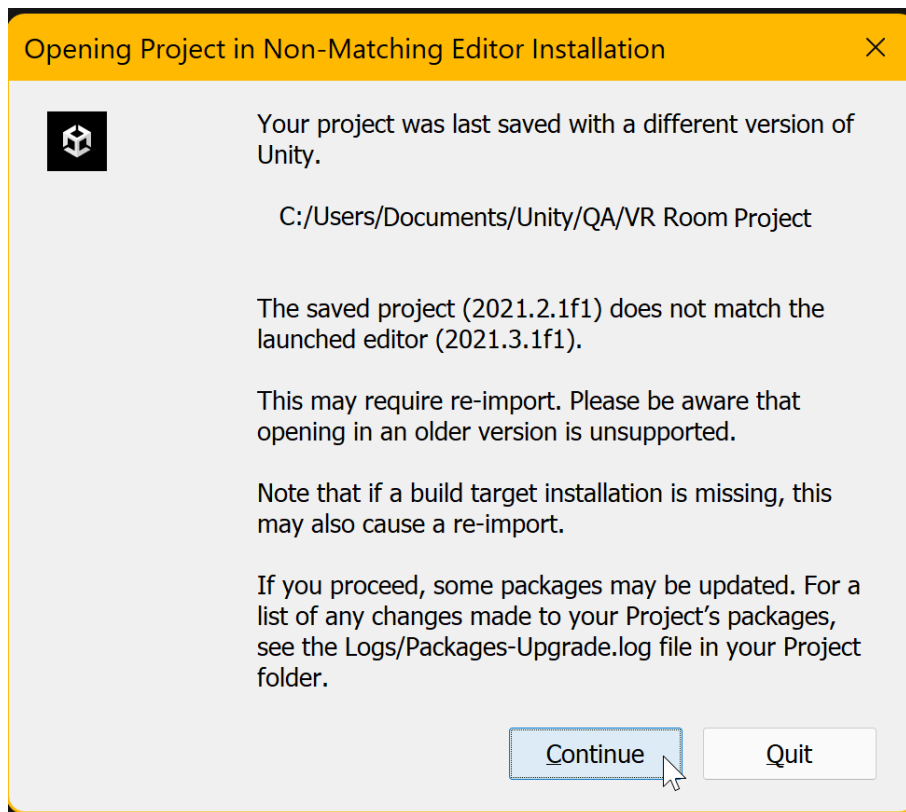 Opening Project in Non-Matching Editor Installation
Your project was last saved with a different version of
Unity.
C:/Users/Documents/Unity/QA/VR Room Project
The saved project (2021.2.1f1) does not match the
launched editor (2021.3.1f1).
This may require re-import. Please be aware that
opening in an older version is unsupported.
Note that if a build target installation is missing, this
may also cause a re-import.
If you proceed, some packages may be updated. For a
list of any changes made to your Project’s packages,
see the Logs/Packages-Upgrade.log file in your Project
folder.
Continue Quit